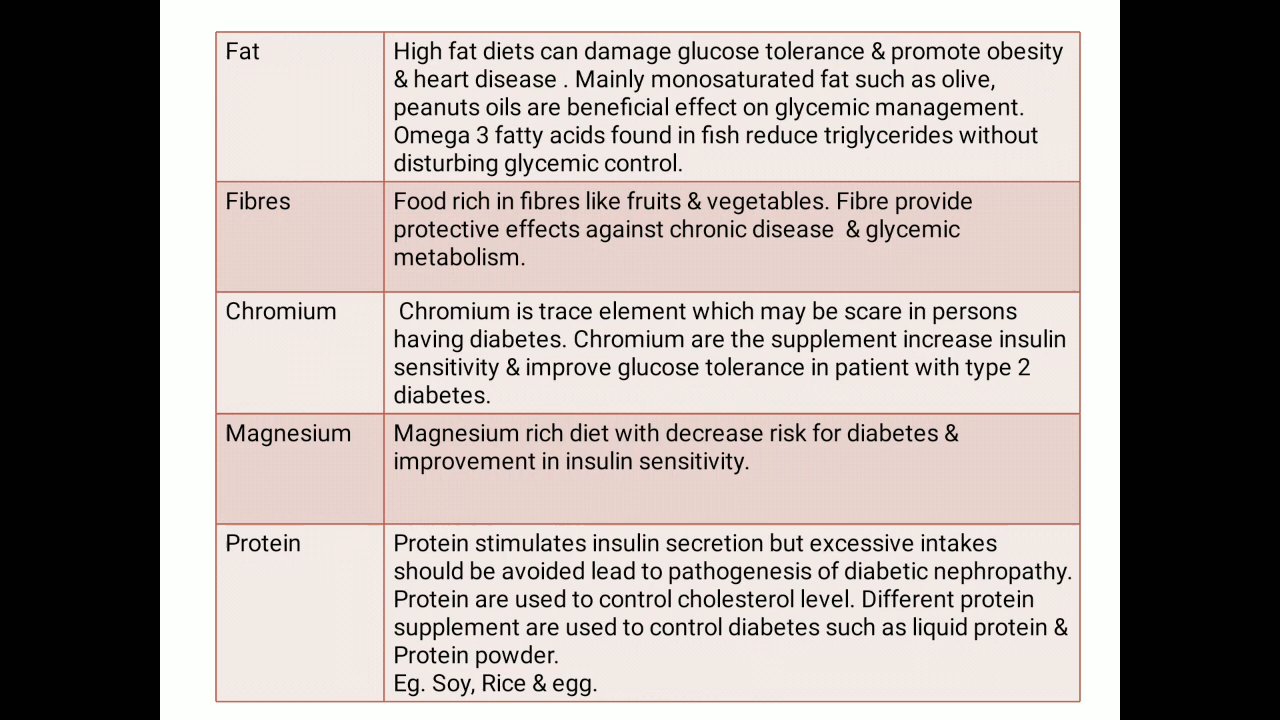 Fat
High fat diets can damage glucose tolerance & promote obesity
& heart disease . Mainly monosaturated fat such as olive,
peanuts oils are beneficial effect on glycemic management.
Omega 3 fatty acids found in fish reduce triglycerides without
disturbing glycemic control.
Fibres
Food rich in fibres like fruits & vegetables. Fibre provide
protective effects against chronic disease  & glycemic
metabolism.
Chromium
Chromium is trace element which may be scare in persons
having diabetes. Chromium are the supplement increase insulin
sensitivity & improve glucose tolerance in patient with type 2
diabetes.
Magnesium
Magnesium rich diet with decrease risk for diabetes &
improvement in insulin sensitivity.
Protein
Protein stimulates insulin secretion but excessive intakes
should be avoided lead to pathogenesis of diabetic nephropathy.
Protein are used to control cholesterol level. Different protein
supplement are used to control diabetes such as liquid protein &
Protein powder.
Eg. Soy, Rice & egg.